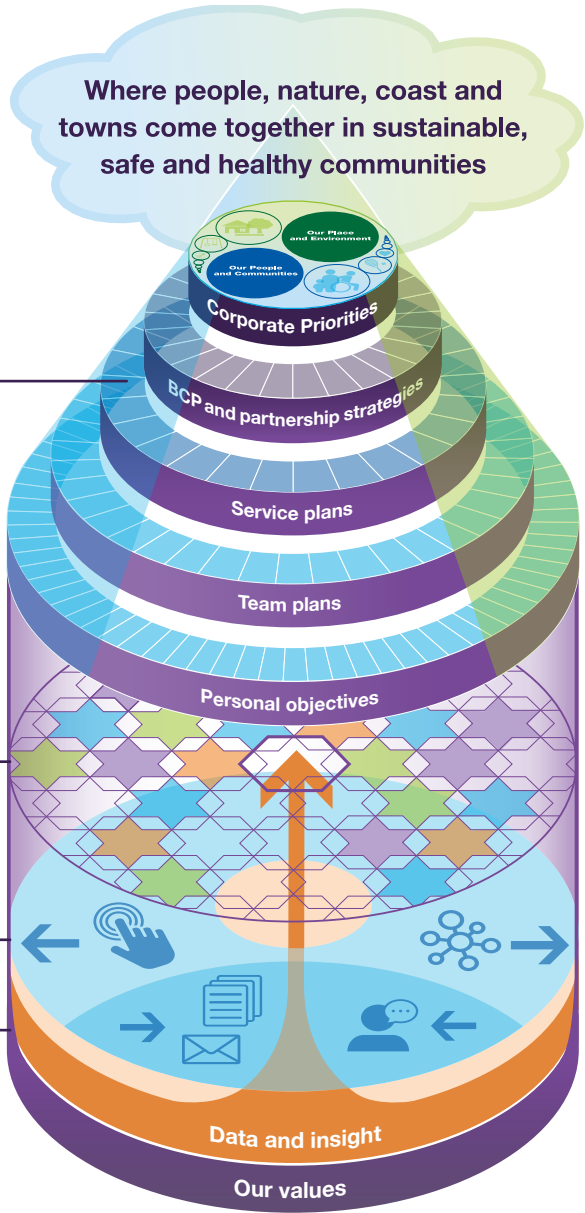 Where people, nature, coast and
towns come together in sustainable,
safe and healthy communities
Our Place
and Environment
Our People
and Communities
Corporate Priorities
BCP and partnership strategies
Service plans
Team plans
Personal objectives
Data and insight
Our values